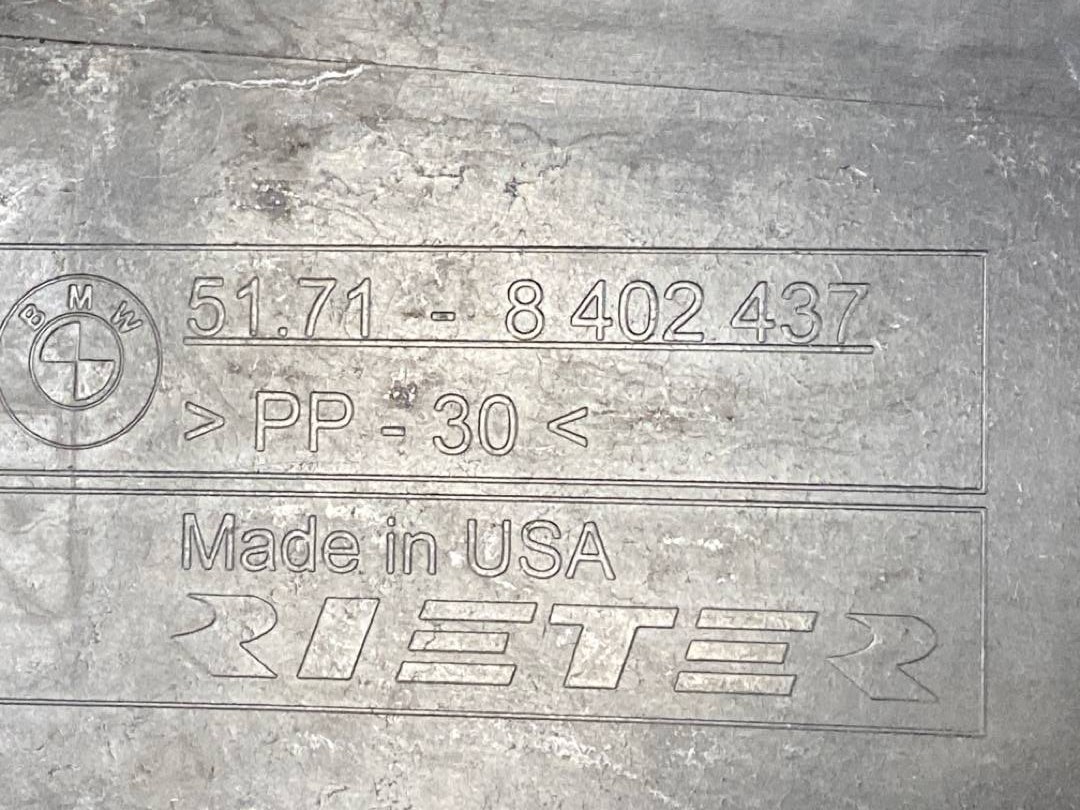 BMW
51.71 - 8 402 437
> PP - 30 <
Made in USA
RIETER